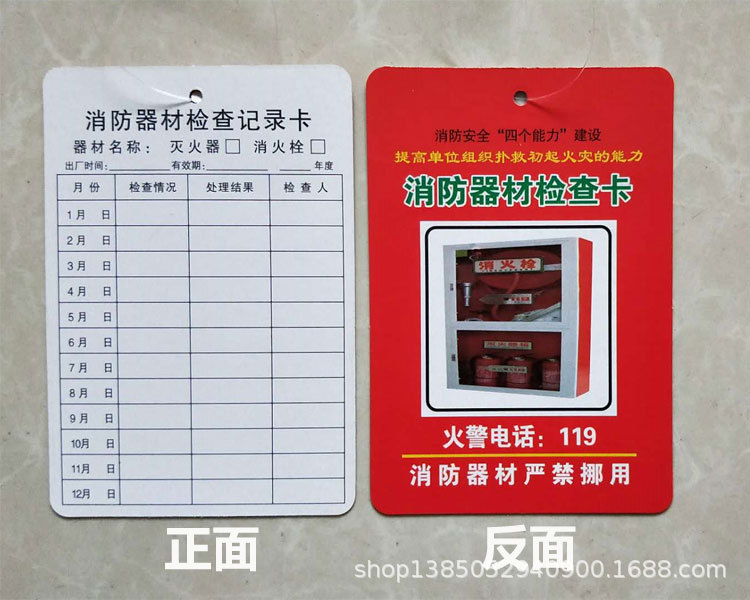 消防器材检查记录卡
器材名称： 灭火器□ 消火栓□
出厂时间： 有效期： 年度
月 份 检查情况 处理结果 检 查 人
1月 日
2月 日
3月 日
4月 日
5月 日
6月 日
7月 日
8月 日
9月 日
10月 日
11月 日
12月 日
正面
消防安全“四个能力”建设
提高单位组织扑救初起火灾的能力
消防器材检查卡
消火栓
火警电话：119
消防器材严禁挪用
反面
shop1385052940900.1688.com